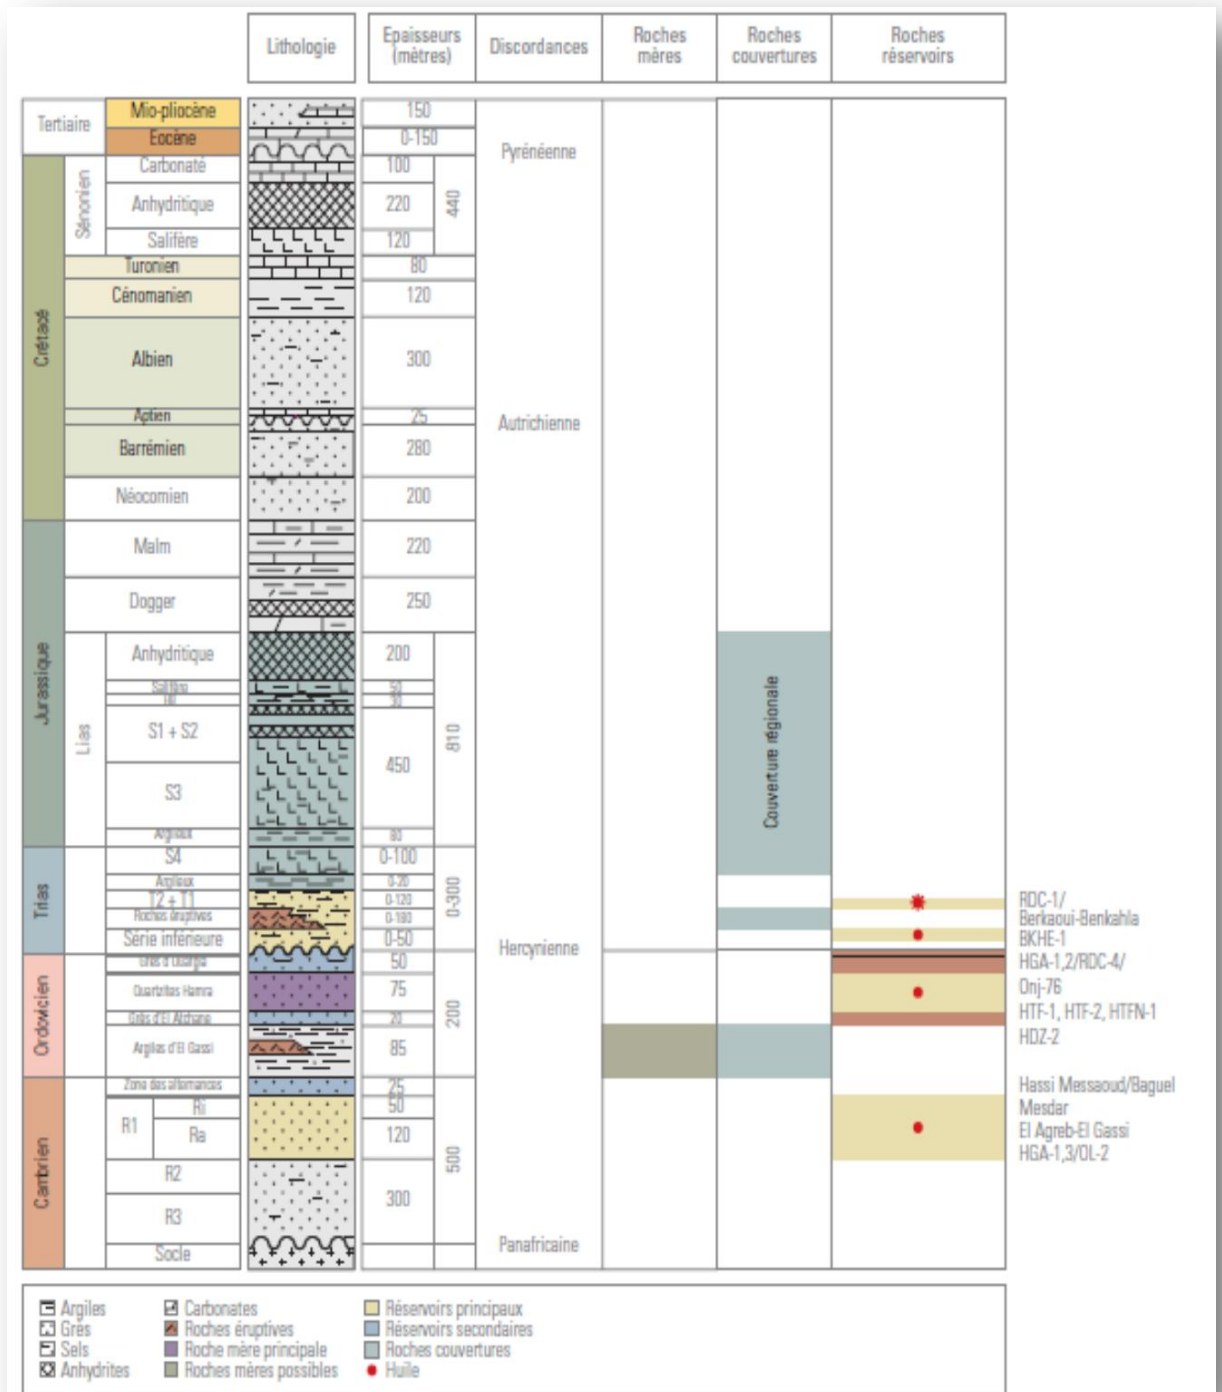 Lithologie
Epaisseurs
(mètres)
Discordances
Roches
mères
Roches
couvertures
Roches
réservoirs
Tertiaire
Mio-pliocène
150
Eocène
0-150
Pyrénéenne
Crétacé
Sénonien
Carbonaté
100
440
Anhydritique
220
Salifère
120
Turonien
80
Cénomanien
120
Albien
300
Aptien
25
Autrichienne
Barrémien
280
Néocomien
200
Jurassique
Malm
220
Dogger
250
Lias
Anhydritique
200
810
Couverture régionale
Salifère
50
30
S1 + S2
450
S3
Argileux
80
Trias
S4
0-100
0-300
Argileux
0-20
T2 + T1
0-120
RDC-1/
Roches éruptives
0-180
Berkaoui-Benkahla
Série inférieure
0-50
BKHE-1
Hercynienne
Ordovicien
Grès d'Ouargla
50
200
HGA-1,2/RDC-4/
Quartzites Hamra
75
Onj-76
Grès d'El Atchane
20
HTF-1, HTF-2, HTFN-1
Argiles d'El Gassi
85
HDZ-2
Cambrien
Zone des alternances
25
500
Hassi Messaoud/Baguel
R1
Ri
50
Mesdar
Ra
120
El Agreb-El Gassi
HGA-1,3/OL-2
R2
300
R3
Socle
Panafricaine
Argiles
Carbonates
Réservoirs principaux
Grès
Roches éruptives
Réservoirs secondaires
Sels
Roche mère principale
Roches couvertures
Anhydrites
Roches mères possibles
Huile